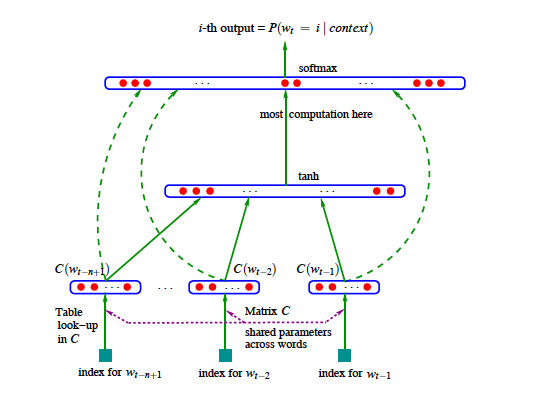 i-th output = P(w_t = i | context)
softmax
. . .
. . .
most computation here
tanh
. . .
. . .
C(w_{t−n+1})
C(w_{t−2})
C(w_{t−1})
. . .
. . .
. . .
. . .
Table
look−up
in C
Matrix C
shared parameters
across words
index for w_{t−n+1}
index for w_{t−2}
index for w_{t−1}